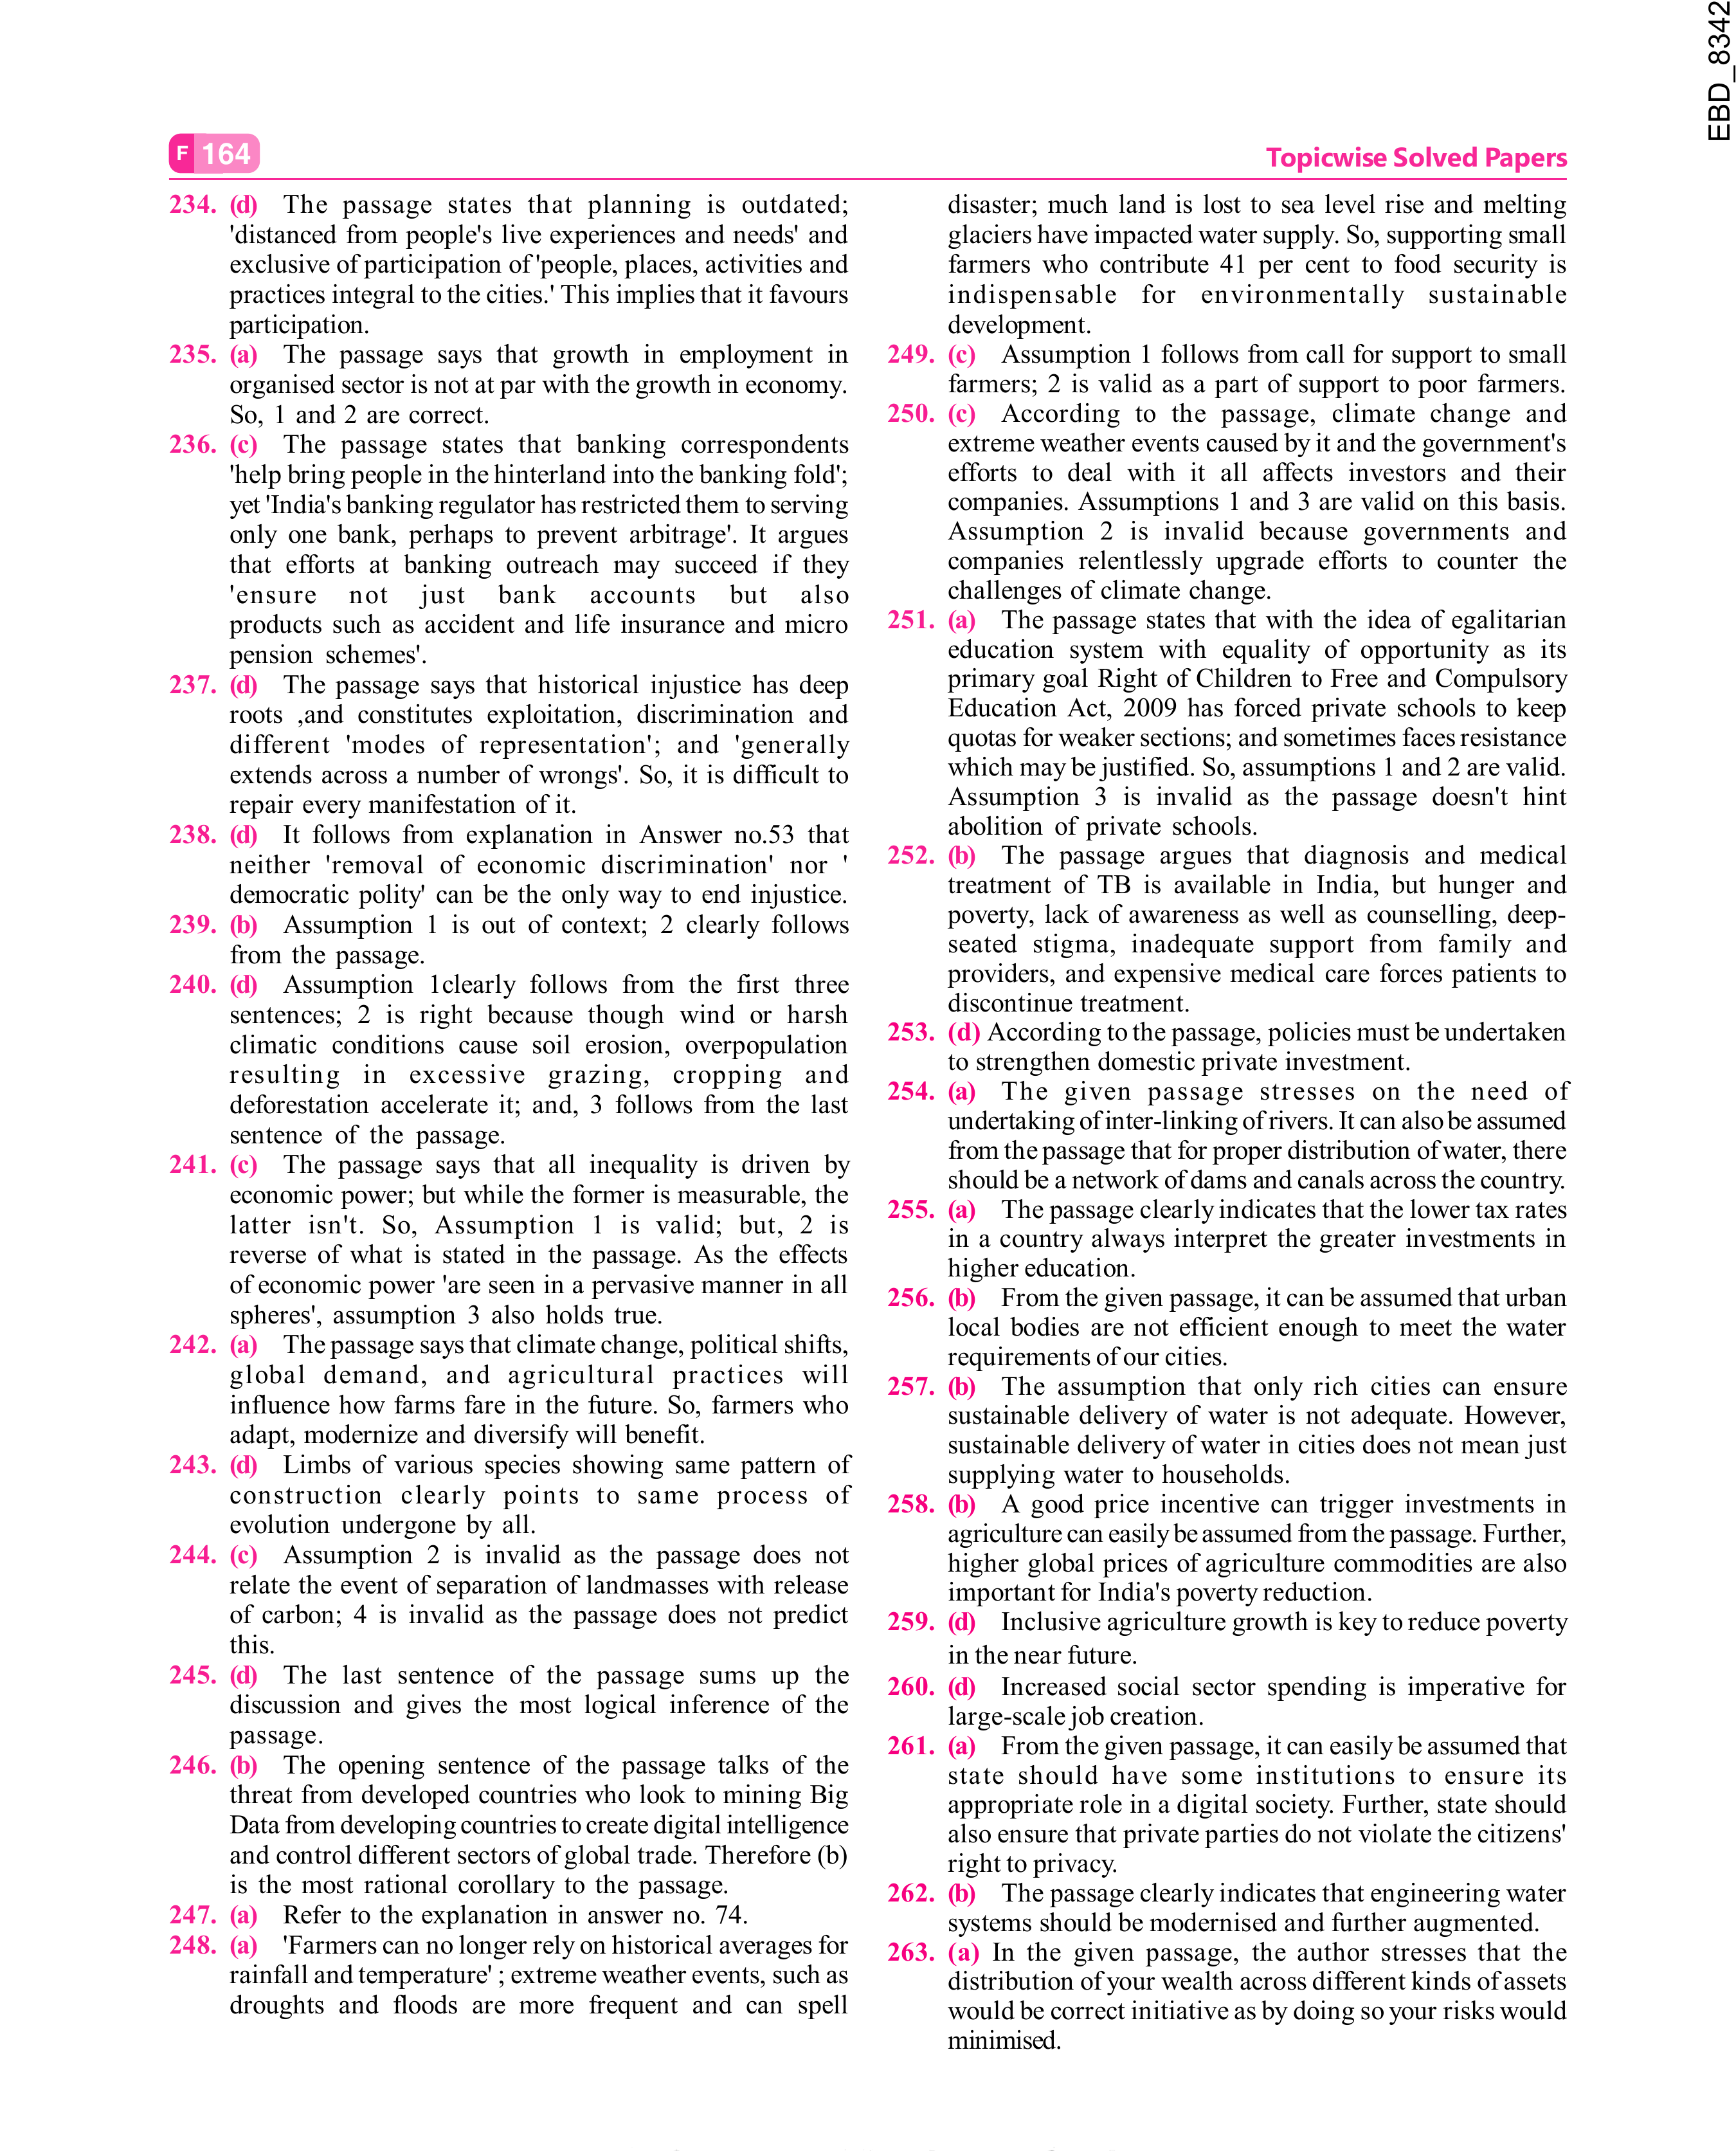 EBD_8342
F 164
Topicwise Solved Papers
234. (d) The passage states that planning is outdated;
'distanced from people's live experiences and needs' and
exclusive of participation of 'people, places, activities and
practices integral to the cities.' This implies that it favours
participation.
235. (a) The passage says that growth in employment in
organised sector is not at par with the growth in economy.
So, 1 and 2 are correct.
236. (c) The passage states that banking correspondents
'help bring people in the hinterland into the banking fold';
yet 'India's banking regulator has restricted them to serving
only one bank, perhaps to prevent arbitrage'. It argues
that efforts at banking outreach may succeed if they
'ensure not just bank accounts but also
products such as accident and life insurance and micro
pension schemes'.
237. (d) The passage says that historical injustice has deep
roots ,and constitutes exploitation, discrimination and
different 'modes of representation'; and 'generally
extends across a number of wrongs'. So, it is difficult to
repair every manifestation of it.
238. (d) It follows from explanation in Answer no.53 that
neither 'removal of economic discrimination' nor '
democratic polity' can be the only way to end injustice.
239. (b) Assumption 1 is out of context; 2 clearly follows
from the passage.
240. (d) Assumption 1clearly follows from the first three
sentences; 2 is right because though wind or harsh
climatic conditions cause soil erosion, overpopulation
resulting in excessive grazing, cropping and
deforestation accelerate it; and, 3 follows from the last
sentence of the passage.
241. (c) The passage says that all inequality is driven by
economic power; but while the former is measurable, the
latter isn't. So, Assumption 1 is valid; but, 2 is
reverse of what is stated in the passage. As the effects
of economic power 'are seen in a pervasive manner in all
spheres', assumption 3 also holds true.
242. (a) The passage says that climate change, political shifts,
global demand, and agricultural practices will
influence how farms fare in the future. So, farmers who
adapt, modernize and diversify will benefit.
243. (d) Limbs of various species showing same pattern of
construction clearly points to same process of
evolution undergone by all.
244. (c) Assumption 2 is invalid as the passage does not
relate the event of separation of landmasses with release
of carbon; 4 is invalid as the passage does not predict
this.
245. (d) The last sentence of the passage sums up the
discussion and gives the most logical inference of the
passage.
246. (b) The opening sentence of the passage talks of the
threat from developed countries who look to mining Big
Data from developing countries to create digital intelligence
and control different sectors of global trade. Therefore (b)
is the most rational corollary to the passage.
247. (a) Refer to the explanation in answer no. 74.
248. (a) 'Farmers can no longer rely on historical averages for
rainfall and temperature' ; extreme weather events, such as
droughts and floods are more frequent and can spell
disaster; much land is lost to sea level rise and melting
glaciers have impacted water supply. So, supporting small
farmers who contribute 41 per cent to food security is
indispensable for environmentally sustainable
development.
249. (c) Assumption 1 follows from call for support to small
farmers; 2 is valid as a part of support to poor farmers.
250. (c) According to the passage, climate change and
extreme weather events caused by it and the government's
efforts to deal with it all affects investors and their
companies. Assumptions 1 and 3 are valid on this basis.
Assumption 2 is invalid because governments and
companies relentlessly upgrade efforts to counter the
challenges of climate change.
251. (a) The passage states that with the idea of egalitarian
education system with equality of opportunity as its
primary goal Right of Children to Free and Compulsory
Education Act, 2009 has forced private schools to keep
quotas for weaker sections; and sometimes faces resistance
which may be justified. So, assumptions 1 and 2 are valid.
Assumption 3 is invalid as the passage doesn't hint
abolition of private schools.
252. (b) The passage argues that diagnosis and medical
treatment of TB is available in India, but hunger and
poverty, lack of awareness as well as counselling, deep-
seated stigma, inadequate support from family and
providers, and expensive medical care forces patients to
discontinue treatment.
253. (d) According to the passage, policies must be undertaken
to strengthen domestic private investment.
254. (a) The given passage stresses on the need of
undertaking of inter-linking of rivers. It can also be assumed
from the passage that for proper distribution of water, there
should be a network of dams and canals across the country.
255. (a) The passage clearly indicates that the lower tax rates
in a country always interpret the greater investments in
higher education.
256. (b) From the given passage, it can be assumed that urban
local bodies are not efficient enough to meet the water
requirements of our cities.
257. (b) The assumption that only rich cities can ensure
sustainable delivery of water is not adequate. However,
sustainable delivery of water in cities does not mean just
supplying water to households.
258. (b) A good price incentive can trigger investments in
agriculture can easily be assumed from the passage. Further,
higher global prices of agriculture commodities are also
important for India's poverty reduction.
259. (d) Inclusive agriculture growth is key to reduce poverty
in the near future.
260. (d) Increased social sector spending is imperative for
large-scale job creation.
261. (a) From the given passage, it can easily be assumed that
state should have some institutions to ensure its
appropriate role in a digital society. Further, state should
also ensure that private parties do not violate the citizens'
right to privacy.
262. (b) The passage clearly indicates that engineering water
systems should be modernised and further augmented.
263. (a) In the given passage, the author stresses that the
distribution of your wealth across different kinds of assets
would be correct initiative as by doing so your risks would
minimised.